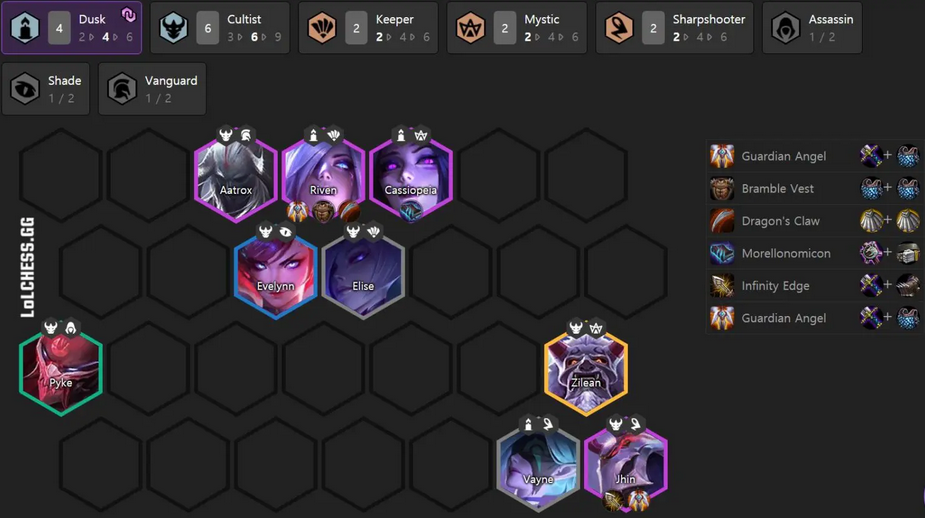 Dusk
4
2 ▷ 4 ▷ 6
Cultist
6
3 ▷ 6 ▷ 9
Keeper
2
2 ▷ 4 ▷ 6
Mystic
2
2 ▷ 4 ▷ 6
Sharpshooter
2
2 ▷ 4 ▷ 6
Assassin
1 / 2
Shade
1 / 2
Vanguard
1 / 2
Aatrox
Riven
Cassiopeia
Evelynn
Elise
Pyke
Zilean
Vayne
Jhin
LoLCHESS.GG
Guardian Angel +
Bramble Vest +
Dragon's Claw +
Morellonomicon +
Infinity Edge +
Guardian Angel +